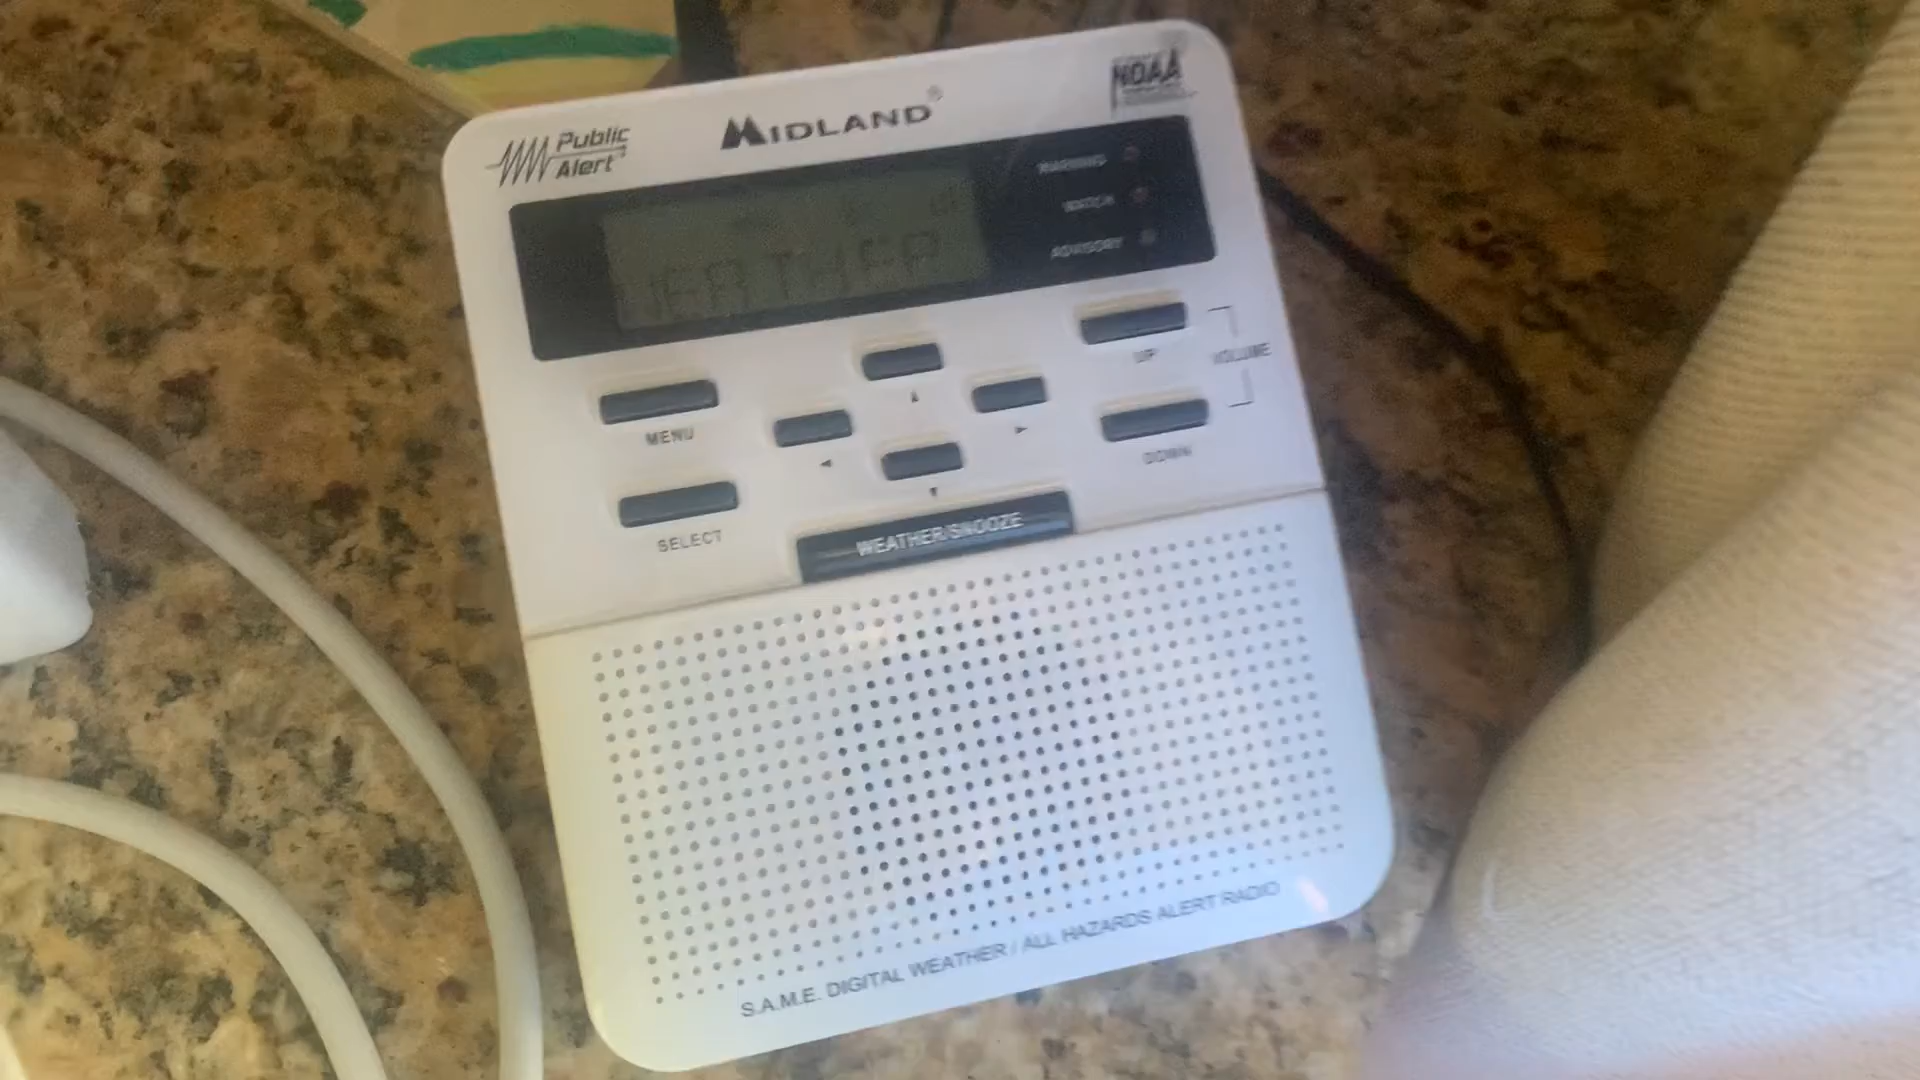 Public
Alert
MIDLAND®
NOAA
WEATHER
WARNING
WATCH
ADVISORY
UP
VOLUME
MENU
DOWN
SELECT
WEATHER/SNOOZE
S.A.M.E. DIGITAL WEATHER / ALL HAZARDS ALERT RADIO